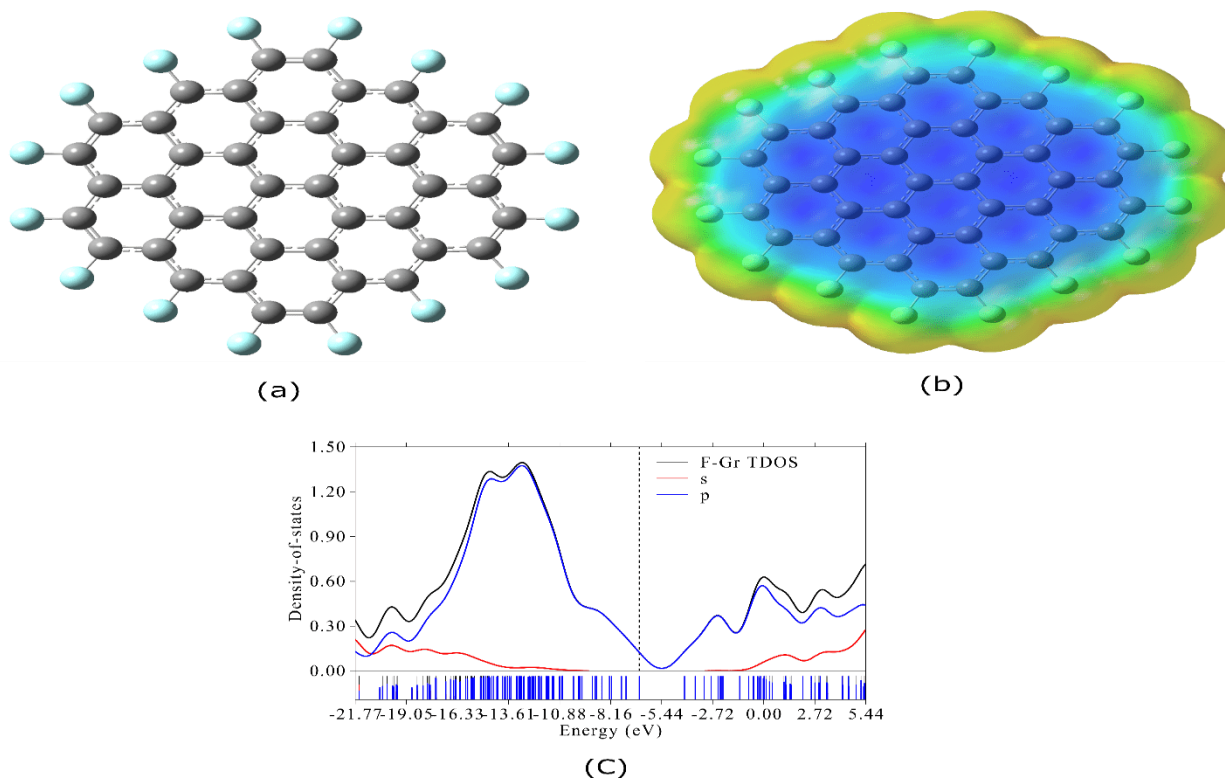 (a)
(b)
1.50
1.20
0.90
0.60
0.30
0.00
Density-of-states
F-Gr TDOS
s
p
-21.77 -19.05 -16.33 -13.61 -10.88 -8.16 -5.44 -2.72 0.00 2.72 5.44
Energy (eV)
(C)